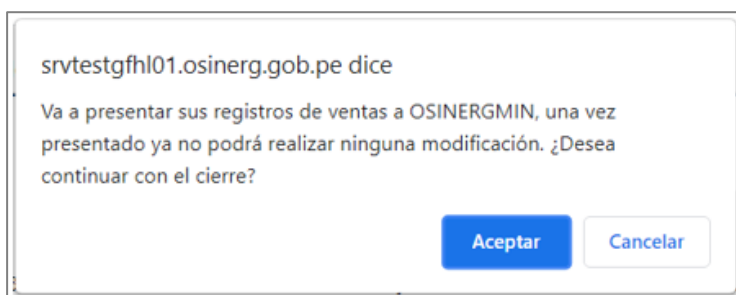 srvtestgfhl01.osinerg.gob.pe dice
Va a presentar sus registros de ventas a OSINERGMIN, una vez
presentado ya no podrá realizar ninguna modificación. ¿Desea
continuar con el cierre?
Aceptar
Cancelar